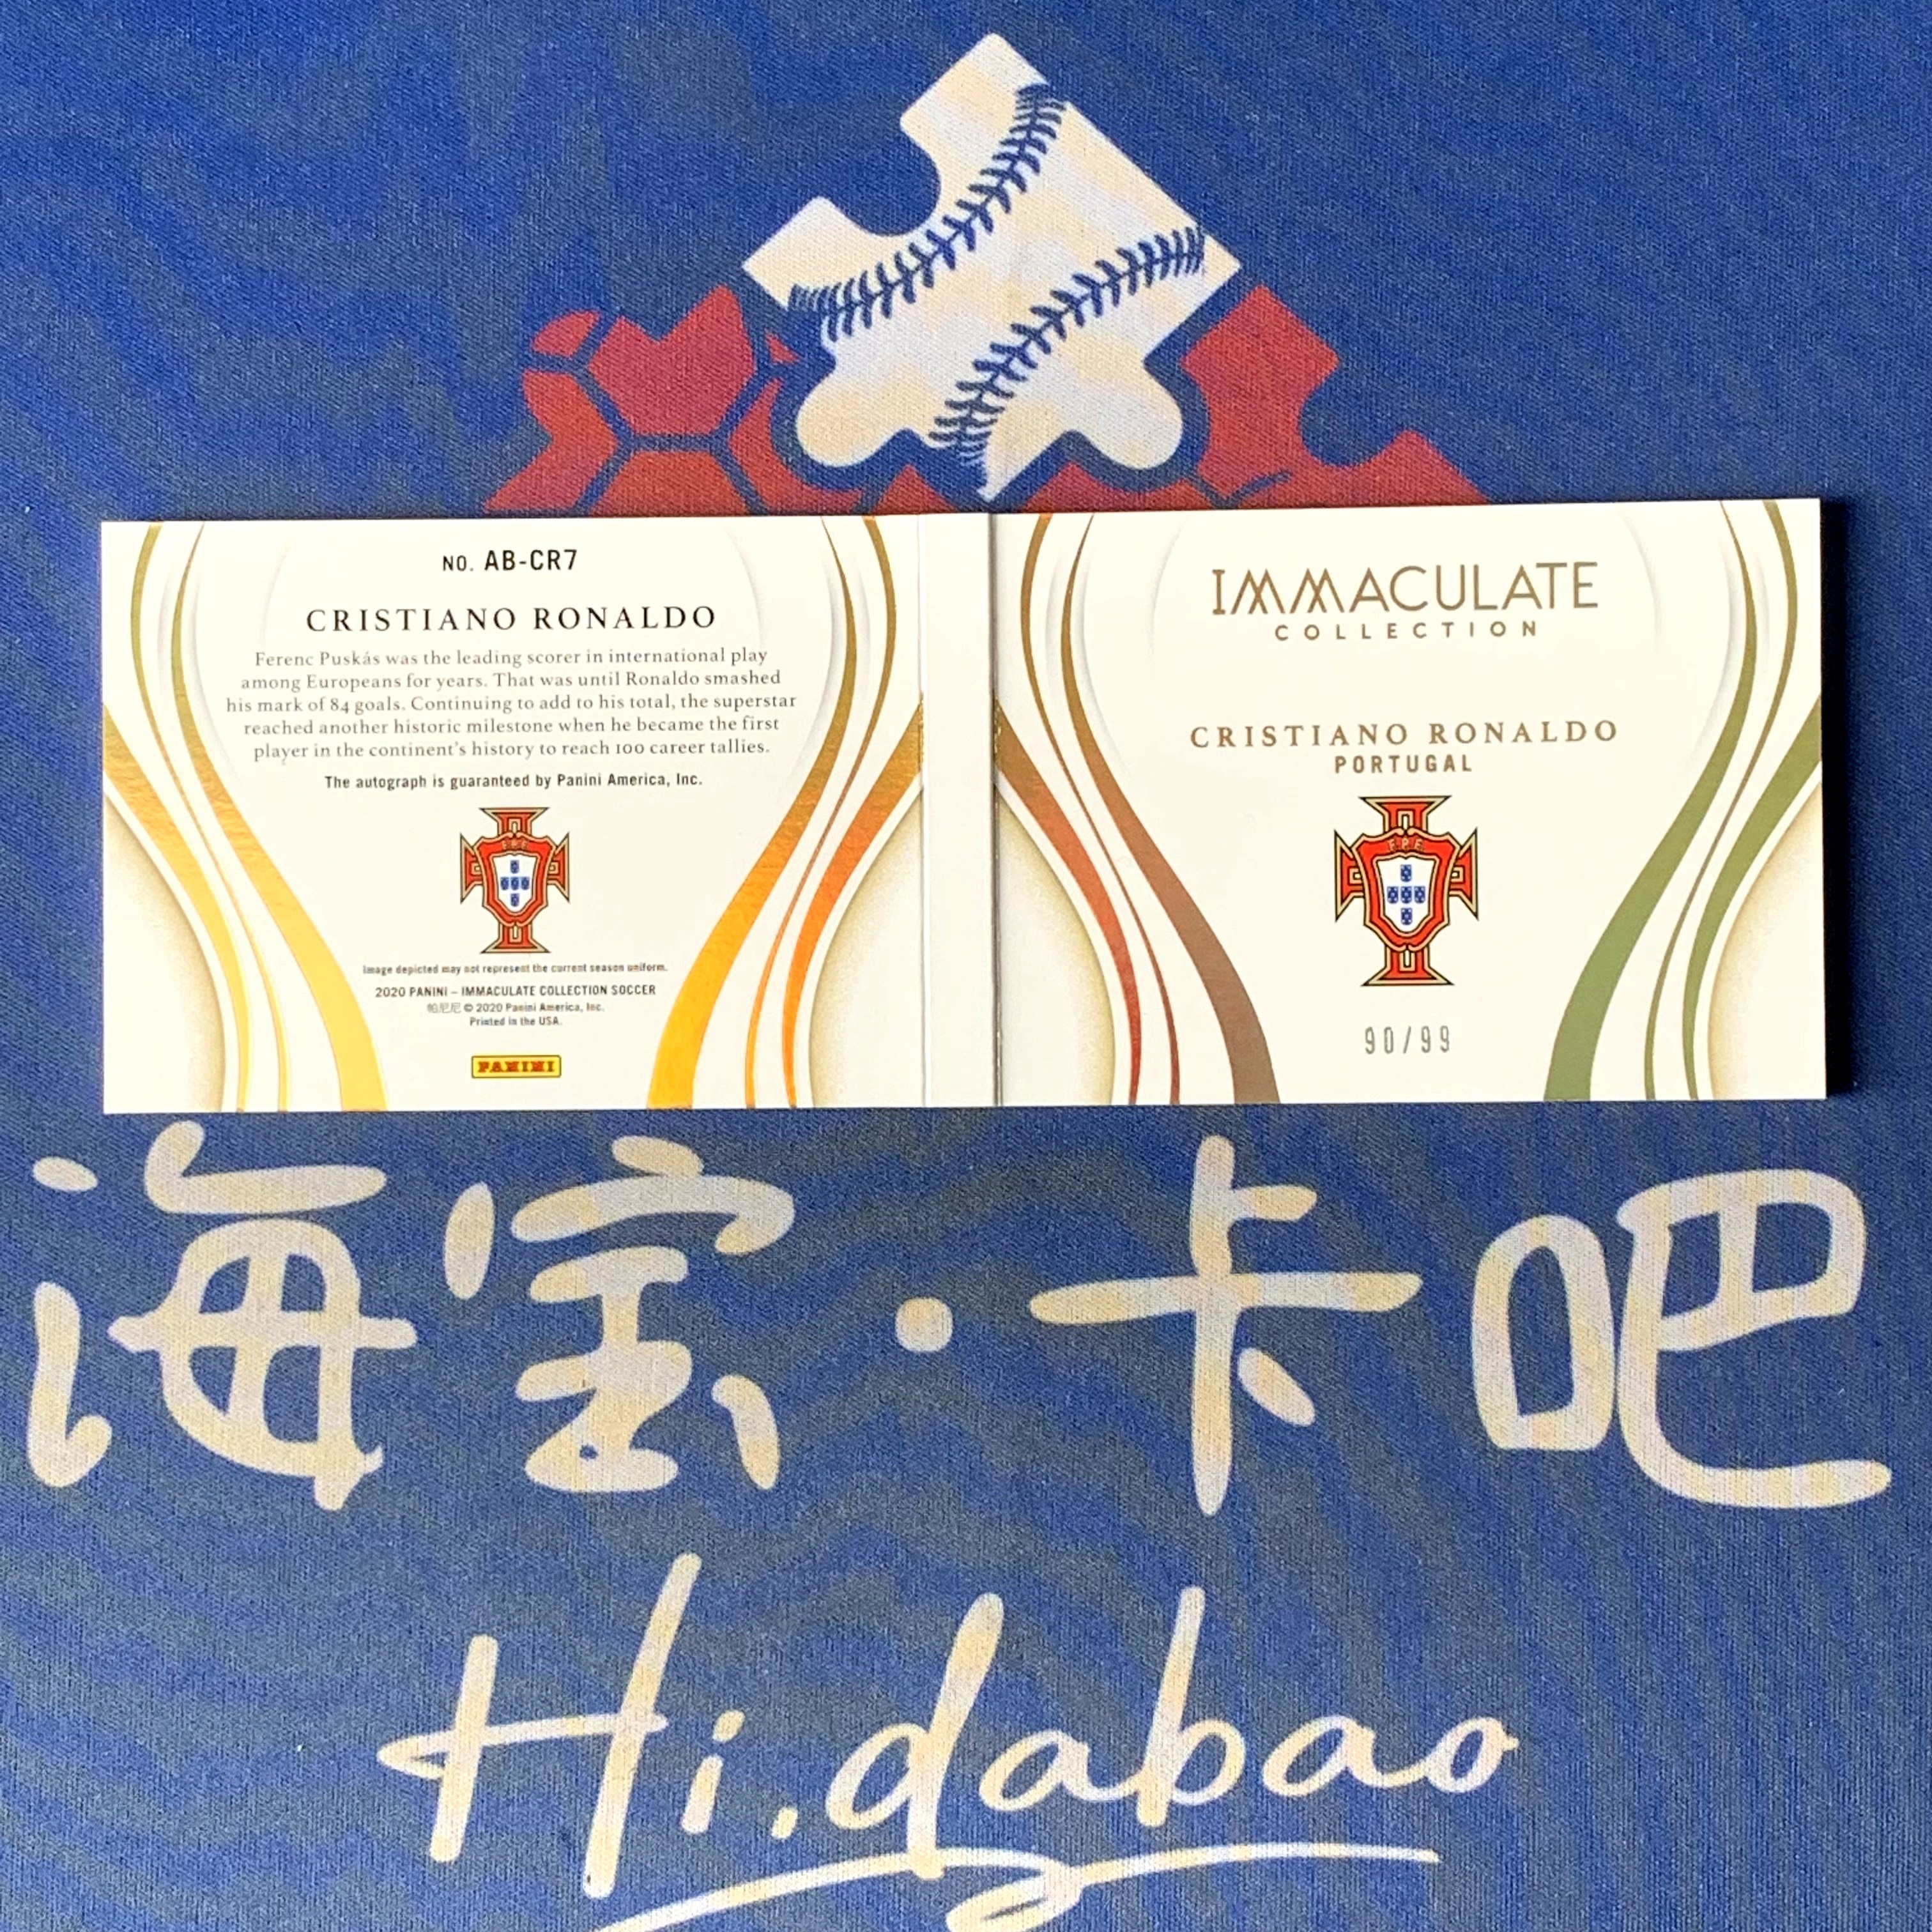 NO. AB-CR7
CRISTIANO RONALDO
Ferenc Puskás was the leading scorer in international play
among Europeans for years. That was until Ronaldo smashed
his mark of 84 goals. Continuing to add to his total, the superstar
reached another historic milestone when he became the first
player in the continent's history to reach 100 career tallies.
The autograph is guaranteed by Panini America, Inc.
FPF
Image depicted may not represent the current season uniform.
2020 PANINI – IMMACULATE COLLECTION SOCCER
帕尼尼 © 2020 Panini America, Inc.
Printed in the USA.
PANINI
IMMACULATE
COLLECTION
CRISTIANO RONALDO
PORTUGAL
FPF
90/99
海宝·卡吧
Hi.dabao